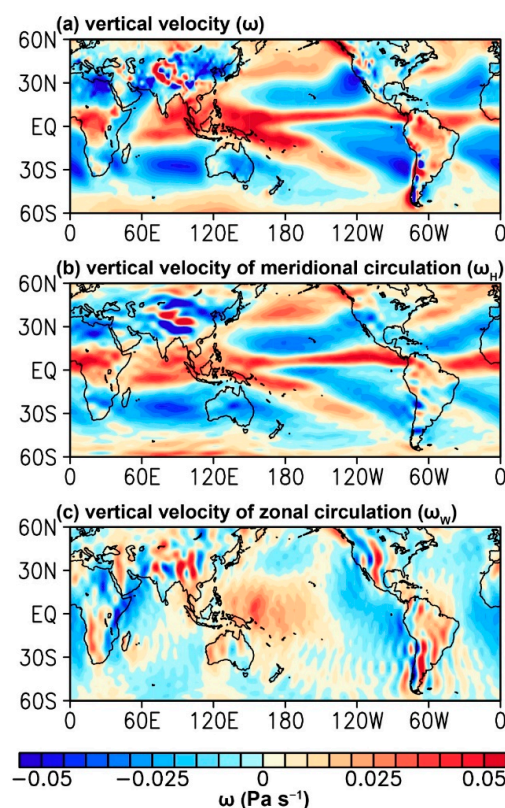 (a) vertical velocity (ω)
60N
30N
EQ
30S
60S
0 60E 120E 180 120W 60W 0
(b) vertical velocity of meridional circulation (ω_H)
60N
30N
EQ
30S
60S
0 60E 120E 180 120W 60W 0
(c) vertical velocity of zonal circulation (ω_W)
60N
30N
EQ
30S
60S
0 60E 120E 180 120W 60W 0
−0.05 −0.025 0 0.025 0.05
ω (Pa s⁻¹)